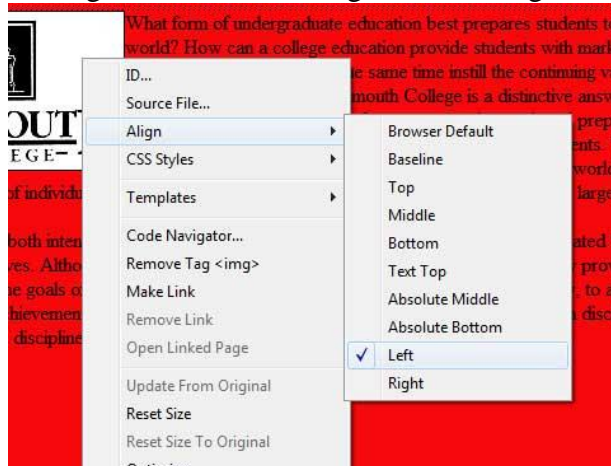 What form of undergraduate education best prepares students to
world? How can a college education provide students with mark
e same time instill the continuing v
mouth College is a distinctive answ
prep
ents.
world
large
OUT
EGE
of individu
both inten
ated
ves. Altho
prov
e goals o
, to a
hievemen
disc
discipline
ID...
Source File...
Align
CSS Styles
Templates
Code Navigator...
Remove Tag <img>
Make Link
Remove Link
Open Linked Page
Update From Original
Reset Size
Reset Size To Original
Browser Default
Baseline
Top
Middle
Bottom
Text Top
Absolute Middle
Absolute Bottom
Left
Right